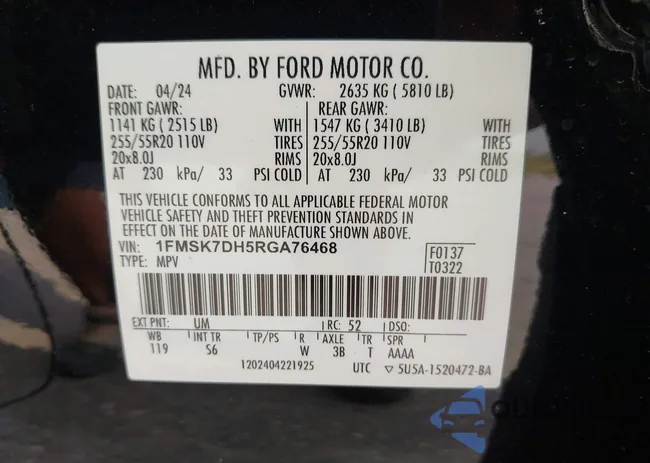 MFD. BY FORD MOTOR CO.
DATE: 04/24 GVWR: 2635 KG ( 5810 LB)
FRONT GAWR: REAR GAWR:
1141 KG ( 2515 LB) WITH 1547 KG ( 3410 LB) WITH
255/55R20 110V TIRES 255/55R20 110V TIRES
20x8.0J RIMS 20x8.0J RIMS
AT 230 kPa/ 33 PSI COLD AT 230 kPa/ 33 PSI COLD
THIS VEHICLE CONFORMS TO ALL APPLICABLE FEDERAL MOTOR
VEHICLE SAFETY AND THEFT PREVENTION STANDARDS IN
EFFECT ON THE DATE OF MANUFACTURE SHOWN ABOVE.
VIN: 1FMSK7DH5RGA76468 F0137
TYPE: MPV T0322
EXT PNT: UM RC: 52 DSO:
WB INT TR TP/PS R AXLE TR SPR
119 S6 W 3B T AAAA
1202404221925 UTC ▽ 5U5A-1520472-BA